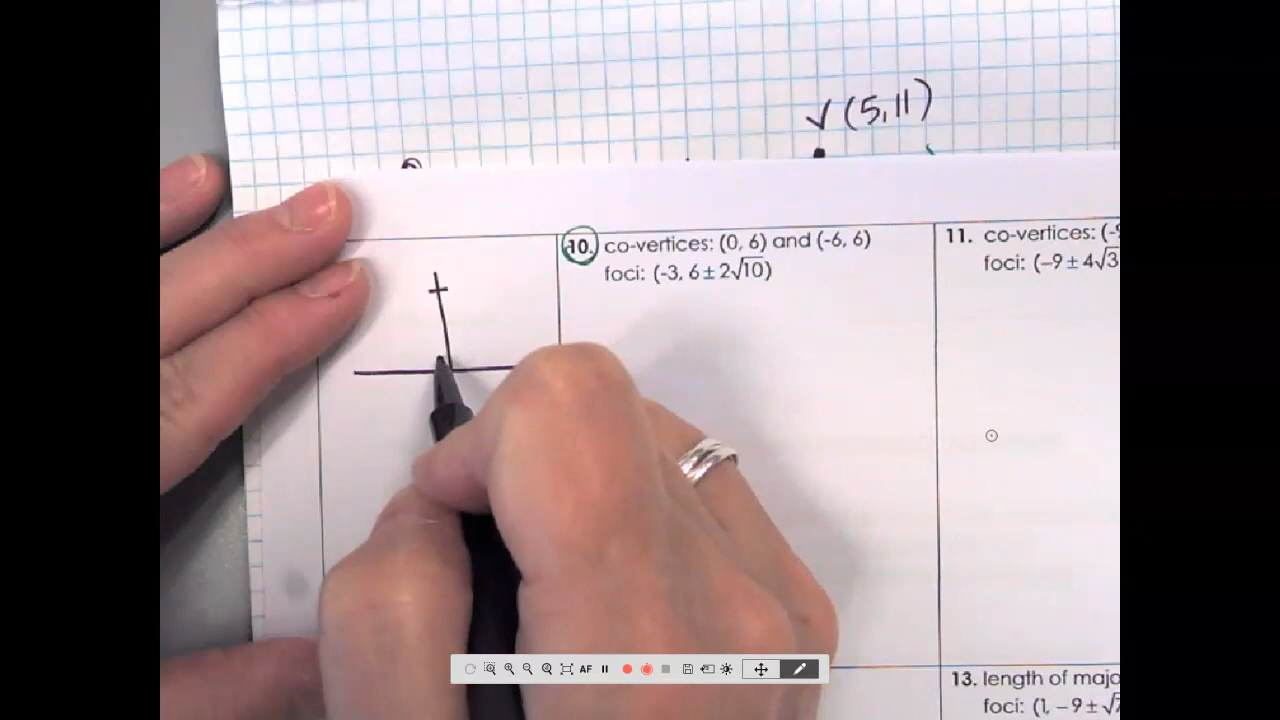 √(5,11)
10. co-vertices: (0, 6) and (-6, 6)
foci: (-3, 6 ± 2√10)
11. co-vertices: (-
foci: (–9 ± 4√3
13. length of majo
foci: (1, – 9 ± √
AF